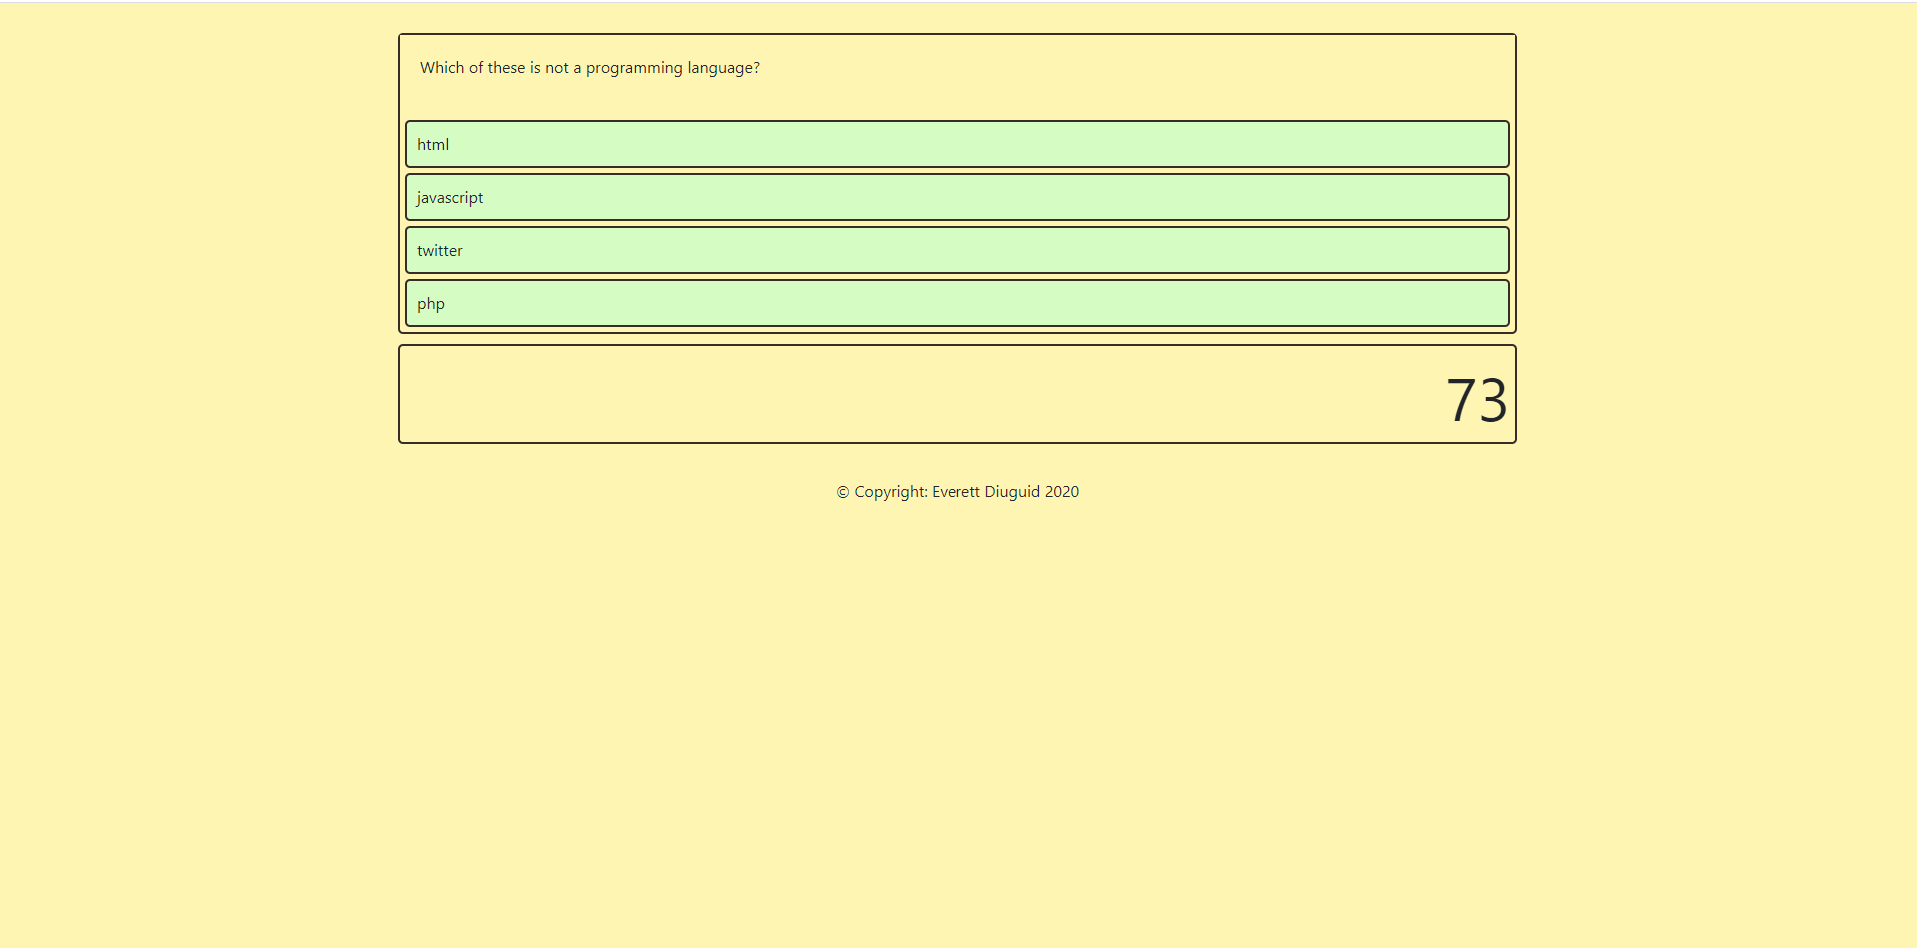 Which of these is not a programming language?
html
javascript
twitter
php
73
© Copyright: Everett Diuguid 2020